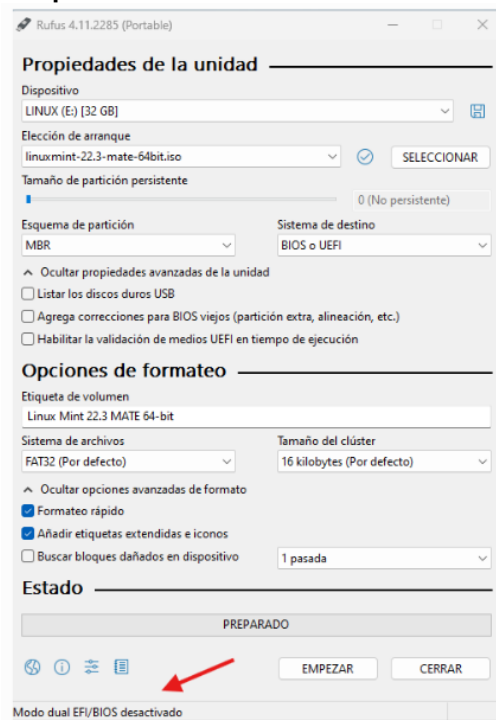 Rufus 4.11.2285 (Portable)
Propiedades de la unidad
Dispositivo
LINUX (E:) [32 GB]
Elección de arranque
linuxmint-22.3-mate-64bit.iso
SELECCIONAR
Tamaño de partición persistente
0 (No persistente)
Esquema de partición
Sistema de destino
MBR
BIOS o UEFI
Ocultar propiedades avanzadas de la unidad
Listar los discos duros USB
Agrega correcciones para BIOS viejos (partición extra, alineación, etc.)
Habilitar la validación de medios UEFI en tiempo de ejecución
Opciones de formateo
Etiqueta de volumen
Linux Mint 22.3 MATE 64-bit
Sistema de archivos
Tamaño del clúster
FAT32 (Por defecto)
16 kilobytes (Por defecto)
Ocultar opciones avanzadas de formato
Formateo rápido
Añadir etiquetas extendidas e iconos
Buscar bloques dañados en dispositivo
1 pasada
Estado
PREPARADO
EMPEZAR
CERRAR
Modo dual EFI/BIOS desactivado